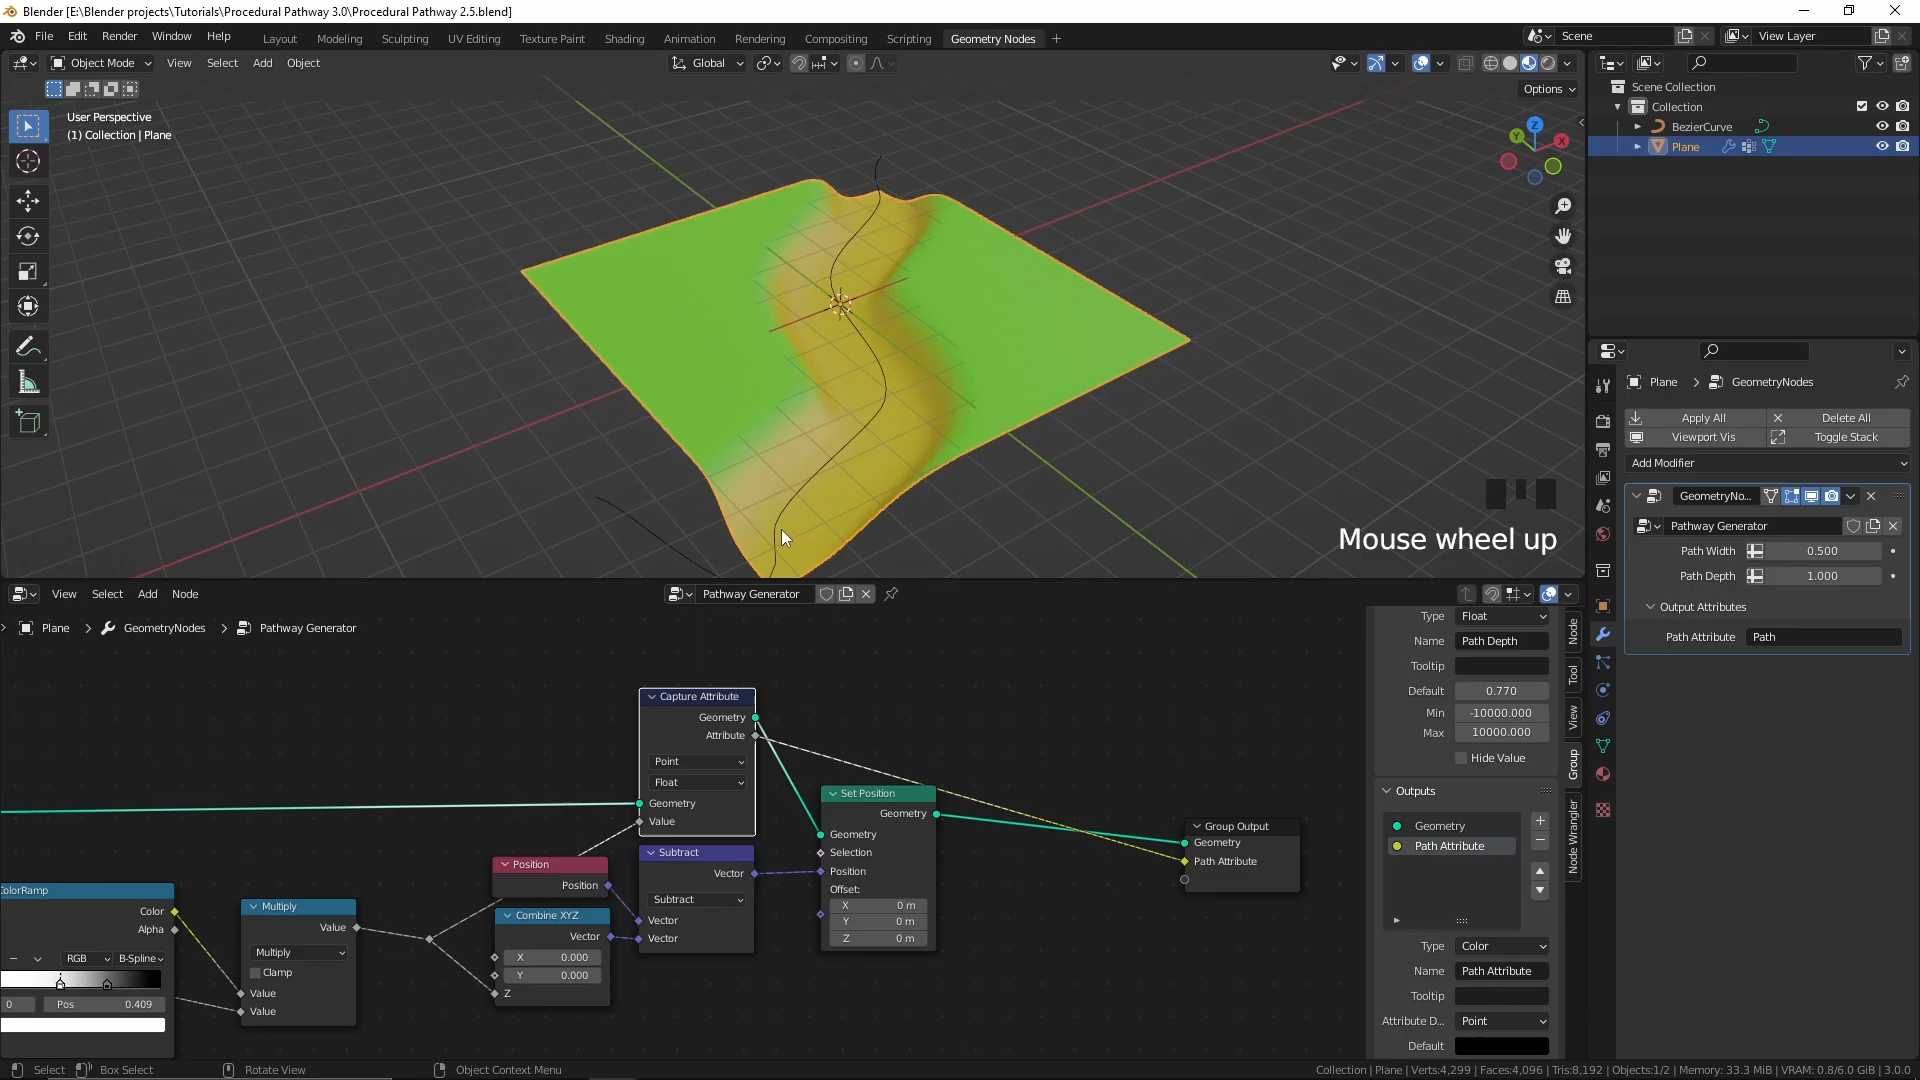 Blender [E:\Blender projects\Tutorials\Procedural Pathway 3.0\Procedural Pathway 2.5.blend]
File Edit Render Window Help
Layout Modeling Sculpting UV Editing Texture Paint Shading Animation Rendering Compositing Scripting Geometry Nodes +
Scene
View Layer
Object Mode View Select Add Object
Global
Options
User Perspective
(1) Collection | Plane
Z
Y
X
Scene Collection
Collection
BezierCurve
Plane
Mouse wheel up
Plane > GeometryNodes
Apply All Delete All
Viewport Vis Toggle Stack
Add Modifier
GeometryNo...
Pathway Generator
Path Width 0.500
Path Depth 1.000
Output Attributes
Path Attribute Path
View Select Add Node
Pathway Generator
Plane > GeometryNodes > Pathway Generator
Capture Attribute
Geometry
Attribute
Point
Float
Geometry
Value
Set Position
Geometry
Geometry
Selection
Position
Offset:
X 0 m
Y 0 m
Z 0 m
Group Output
Geometry
Path Attribute
Subtract
Vector
Subtract
Vector
Vector
Position
Position
Combine XYZ
Vector
X 0.000
Y 0.000
Z
Multiply
Value
Multiply
Clamp
Value
Value
ColorRamp
Color
Alpha
RGB B-Spline
0 Pos 0.409
Type Float
Name Path Depth
Tooltip
Default 0.770
Min -10000.000
Max 10000.000
Hide Value
Outputs
Geometry
Path Attribute
Type Color
Name Path Attribute
Tooltip
Attribute D... Point
Default
Node
Tool
View
Group
Node Wrangler
Select Box Select Rotate View Object Context Menu
Collection | Plane | Verts:4,299 | Faces:4,096 | Tris:8,192 | Objects:1/2 | Memory: 33.3 MiB | VRAM: 0.8/6.0 GiB | 3.0.0